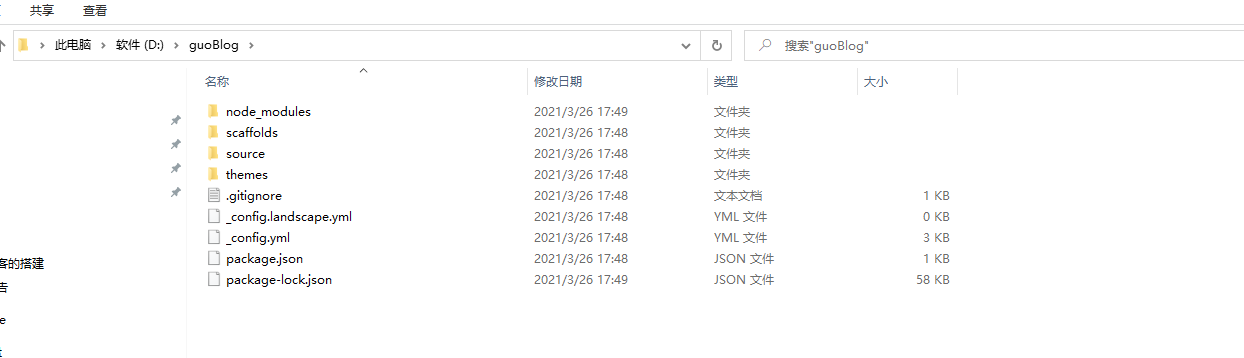 共享 查看
此电脑 软件 (D:) guoBlog 搜索"guoBlog"
名称 修改日期 类型 大小
node_modules 2021/3/26 17:49 文件夹
scaffolds 2021/3/26 17:48 文件夹
source 2021/3/26 17:48 文件夹
themes 2021/3/26 17:48 文件夹
.gitignore 2021/3/26 17:48 文本文档 1 KB
_config.landscape.yml 2021/3/26 17:48 YML 文件 0 KB
_config.yml 2021/3/26 17:48 YML 文件 3 KB
客的搭建
package.json 2021/3/26 17:48 JSON 文件 1 KB
package-lock.json 2021/3/26 17:49 JSON 文件 58 KB
告
e